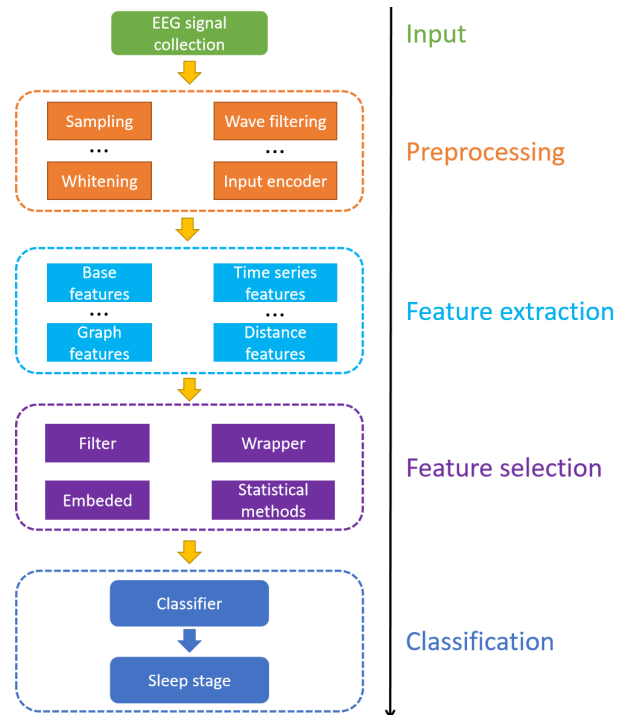 EEG signal
collection
Input
Sampling
Wave filtering
...
...
Whitening
Input encoder
Preprocessing
Base
features
Time series
features
...
...
Graph
features
Distance
features
Feature extraction
Filter
Wrapper
Embeded
Statistical
methods
Feature selection
Classifier
Sleep stage
Classification